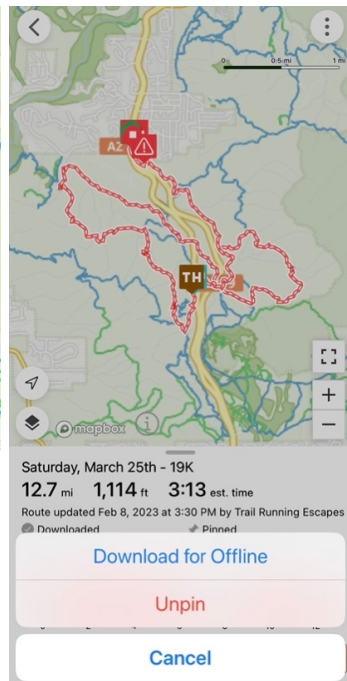 0
0.5 mi
1 mi
A2
TH
mapbox
Saturday, March 25th - 19K
12.7 mi 1,114 ft 3:13 est. time
Route updated Feb 8, 2023 at 3:30 PM by Trail Running Escapes
Downloaded Pinned
Download for Offline
Unpin
Cancel